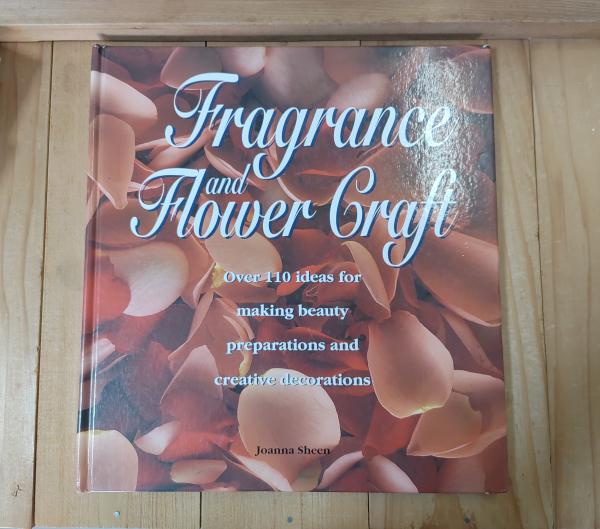 Fragrance
and
Flower Craft
Over 110 ideas for
making beauty
preparations and
creative decorations
Joanna Sheen